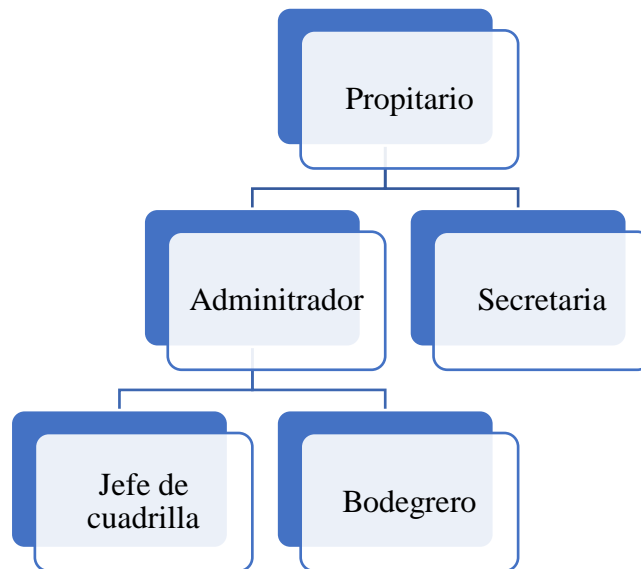 Propitario
Adminitrador
Secretaria
Jefe de
cuadrilla
Bodegrero